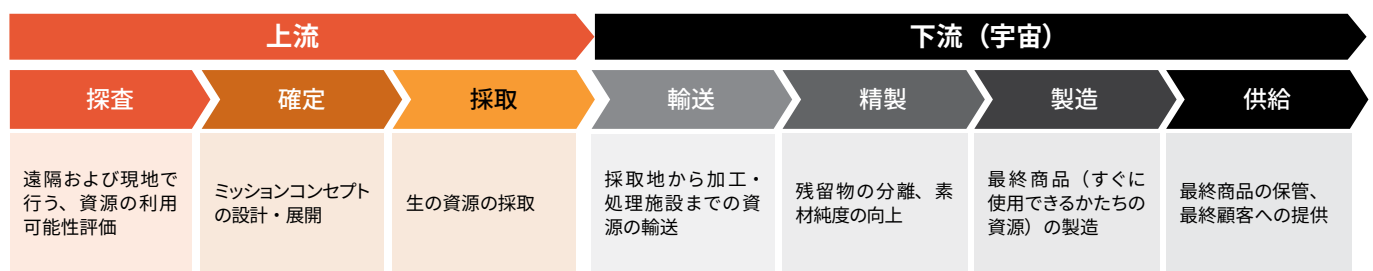 上流
下流（宇宙）
探査
確定
採取
輸送
精製
製造
供給
遠隔および現地で
行う、資源の利用
可能性評価
ミッションコンセプト
の設計・展開
生の資源の採取
採取地から加工・
処理施設までの資
源の輸送
残留物の分離、素
材純度の向上
最終商品（すぐに
使用できるかたちの
資源）の製造
最終商品の保管、
最終顧客への提供